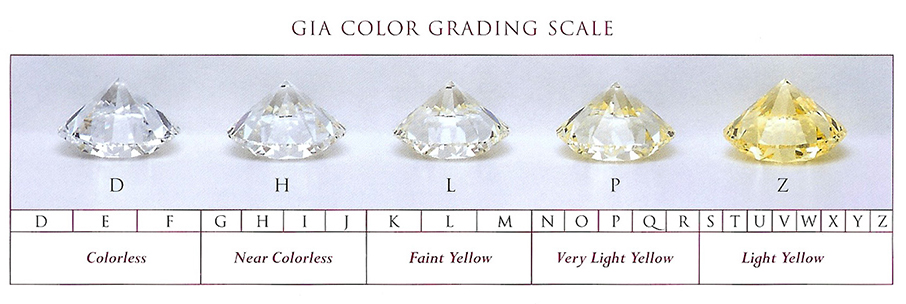 GIA COLOR GRADING SCALE
D H L P Z
D E F G H I J K L M N O P Q R S T U V W X Y Z
Colorless Near Colorless Faint Yellow Very Light Yellow Light Yellow